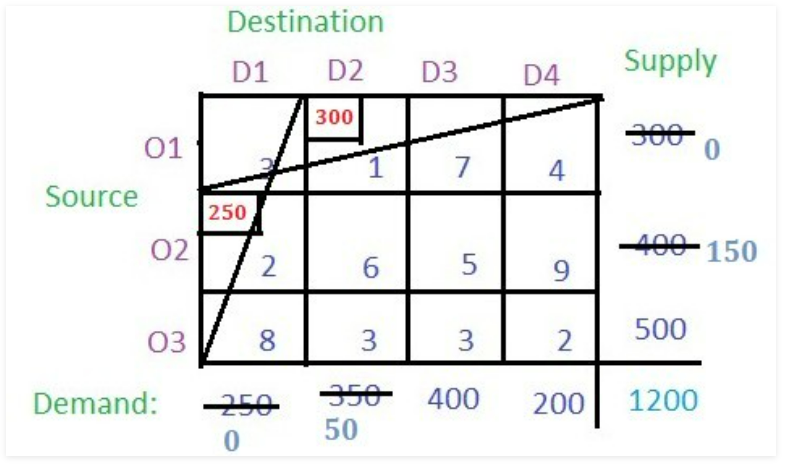 Destination
D1 D2 D3 D4 Supply
300
O1 3 1 7 4 300 0
Source
250
O2 2 6 5 9 400 150
O3 8 3 3 2 500
Demand: 250 350 400 200 1200
0 50